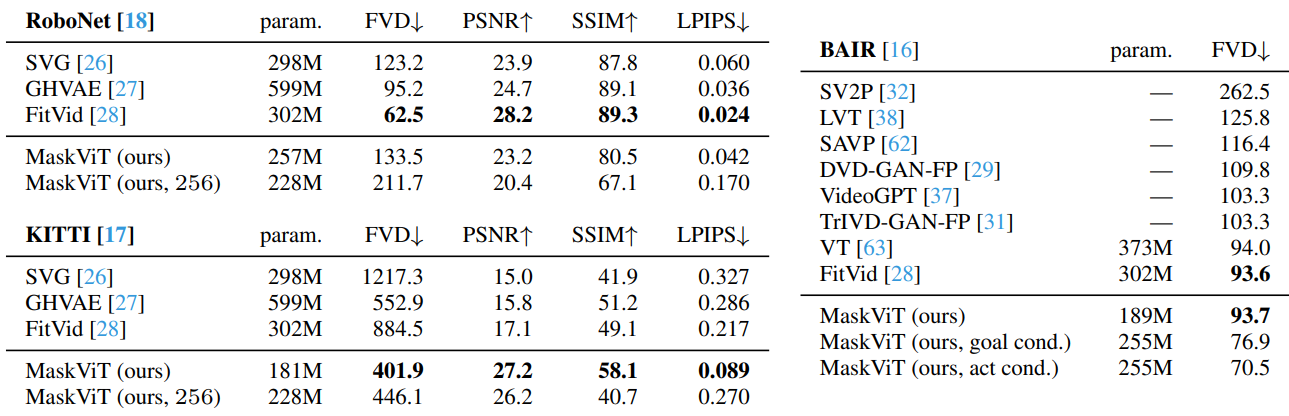 RoboNet [18] param. FVD↓ PSNR↑ SSIM↑ LPIPS↓
SVG [26] 298M 123.2 23.9 87.8 0.060
GHVAE [27] 599M 95.2 24.7 89.1 0.036
FitVid [28] 302M 62.5 28.2 89.3 0.024
MaskViT (ours) 257M 133.5 23.2 80.5 0.042
MaskViT (ours, 256) 228M 211.7 20.4 67.1 0.170
KITTI [17] param. FVD↓ PSNR↑ SSIM↑ LPIPS↓
SVG [26] 298M 1217.3 15.0 41.9 0.327
GHVAE [27] 599M 552.9 15.8 51.2 0.286
FitVid [28] 302M 884.5 17.1 49.1 0.217
MaskViT (ours) 181M 401.9 27.2 58.1 0.089
MaskViT (ours, 256) 228M 446.1 26.2 40.7 0.270
BAIR [16] param. FVD↓
SV2P [32] — 262.5
LVT [38] — 125.8
SAVP [62] — 116.4
DVD-GAN-FP [29] — 109.8
VideoGPT [37] — 103.3
TrIVD-GAN-FP [31] — 103.3
VT [63] 373M 94.0
FitVid [28] 302M 93.6
MaskViT (ours) 189M 93.7
MaskViT (ours, goal cond.) 255M 76.9
MaskViT (ours, act cond.) 255M 70.5